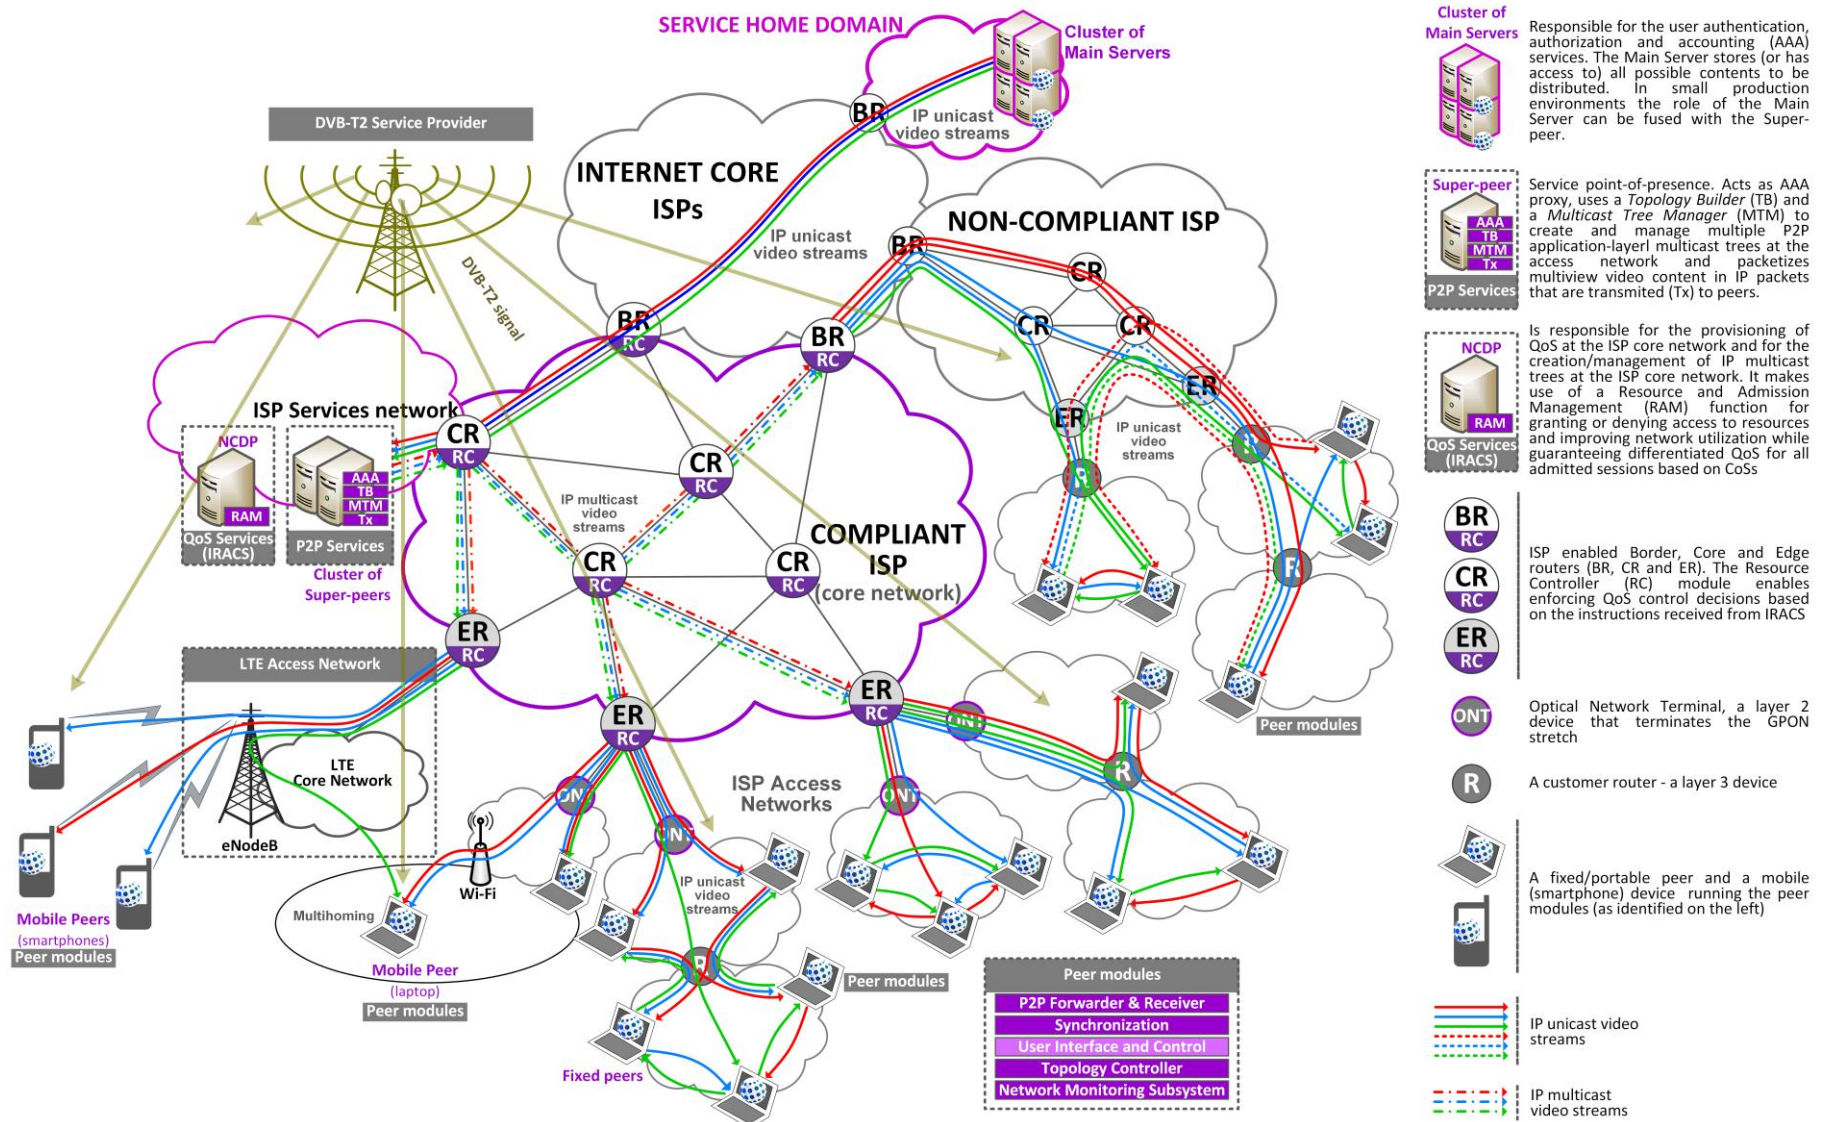 SERVICE HOME DOMAIN
Cluster of
Main Servers
BR
IP unicast
video streams
DVB-T2 Service Provider
INTERNET CORE
ISPs
IP unicast
video streams
DVB-T2 signal
NON-COMPLIANT ISP
BR
CR
CR
CR
ER
ER
IP unicast
video
streams
R
R
R
BR
RC
BR
RC
ISP Services network
CR
RC
NCDP
RAM
QoS Services
(IRACS)
AAA
TB
MTM
Tx
P2P Services
Cluster of
Super-peers
CR
RC
IP multicast
video
streams
CR
RC
CR
RC
COMPLIANT
ISP
(core network)
ER
RC
ER
RC
ER
RC
LTE Access Network
LTE
Core Network
eNodeB
Mobile Peers
(smartphones)
Peer modules
Wi-Fi
Multihoming
Mobile Peer
(laptop)
Peer modules
ISP Access
Networks
ONT
ONT
ONT
ONT
R
IP unicast
video
streams
R
Peer modules
Fixed peers
Peer modules
Peer modules
P2P Forwarder & Receiver
Synchronization
User Interface and Control
Topology Controller
Network Monitoring Subsystem
Cluster of
Main Servers
Responsible for the user authentication,
authorization and accounting (AAA)
services. The Main Server stores (or has
access to) all possible contents to be
distributed. In small production
environments the role of the Main
Server can be fused with the Super-
peer.
Super-peer
AAA
TB
MTM
Tx
P2P Services
Service point-of-presence. Acts as AAA
proxy, uses a Topology Builder (TB) and
a Multicast Tree Manager (MTM) to
create and manage multiple P2P
application-layerl multicast trees at the
access network and packetizes
multiview video content in IP packets
that are transmited (Tx) to peers.
NCDP
RAM
QoS Services
(IRACS)
Is responsible for the provisioning of
QoS at the ISP core network and for the
creation/management of IP multicast
trees at the ISP core network. It makes
use of a Resource and Admission
Management (RAM) function for
granting or denying access to resources
and improving network utilization while
guaranteeing differentiated QoS for all
admitted sessions based on CoSs
BR
RC
CR
RC
ER
RC
ISP enabled Border, Core and Edge
routers (BR, CR and ER). The Resource
Controller (RC) module enables
enforcing QoS control decisions based
on the instructions received from IRACS
ONT
Optical Network Terminal, a layer 2
device that terminates the GPON
stretch
R
A customer router - a layer 3 device
A fixed/portable peer and a mobile
(smartphone) device running the peer
modules (as identified on the left)
IP unicast video
streams
IP multicast
video streams